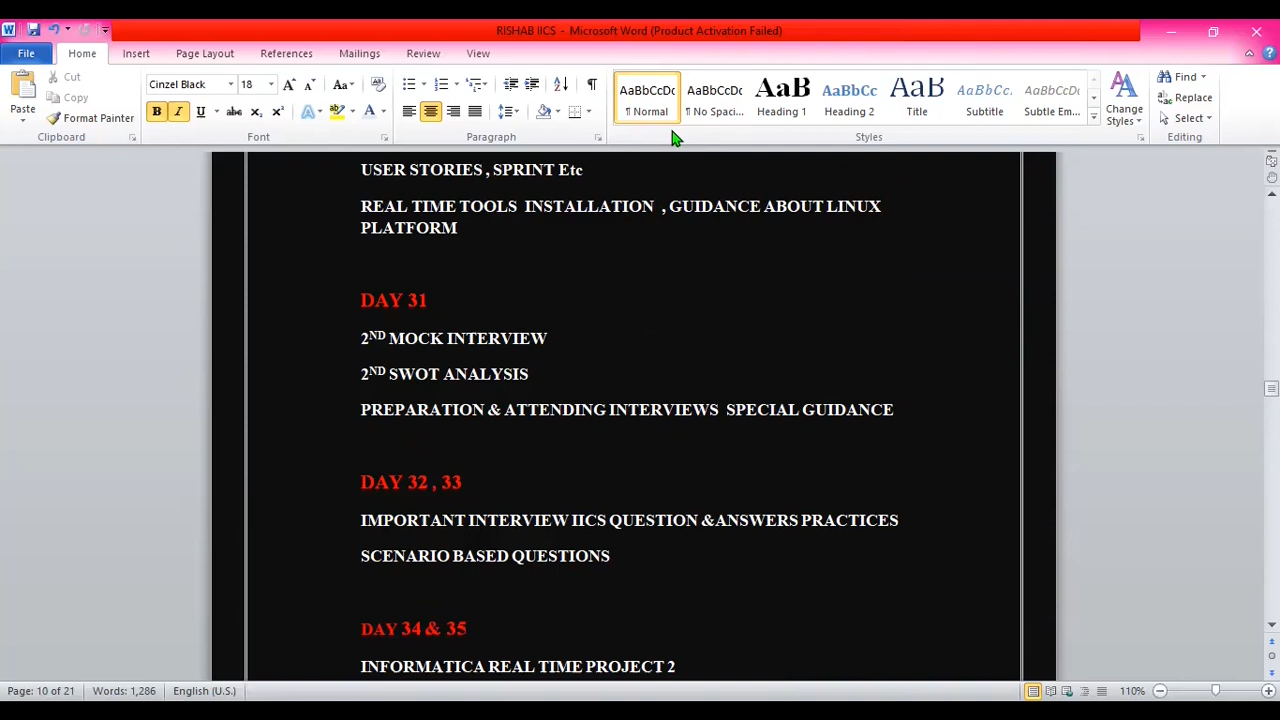 RISHAB IICS - Microsoft Word (Product Activation Failed)
File Home Insert Page Layout References Mailings Review View
Paste
Cut
Copy
Format Painter
Clipboard
Cinzel Black 18
Font
Paragraph
AaBbCcDc AaBbCcDc AaB AaBbCc AaB AaBbCc. AaBbCcDc
¶ Normal ¶ No Spaci... Heading 1 Heading 2 Title Subtitle Subtle Em...
Change Styles
Styles
Find
Replace
Select
Editing
USER STORIES , SPRINT Etc
REAL TIME TOOLS INSTALLATION , GUIDANCE ABOUT LINUX
PLATFORM
DAY 31
2ND MOCK INTERVIEW
2ND SWOT ANALYSIS
PREPARATION & ATTENDING INTERVIEWS SPECIAL GUIDANCE
DAY 32 , 33
IMPORTANT INTERVIEW IICS QUESTION &ANSWERS PRACTICES
SCENARIO BASED QUESTIONS
DAY 34 & 35
INFORMATICA REAL TIME PROJECT 2
Page: 10 of 21 Words: 1,286 English (U.S.) 110%